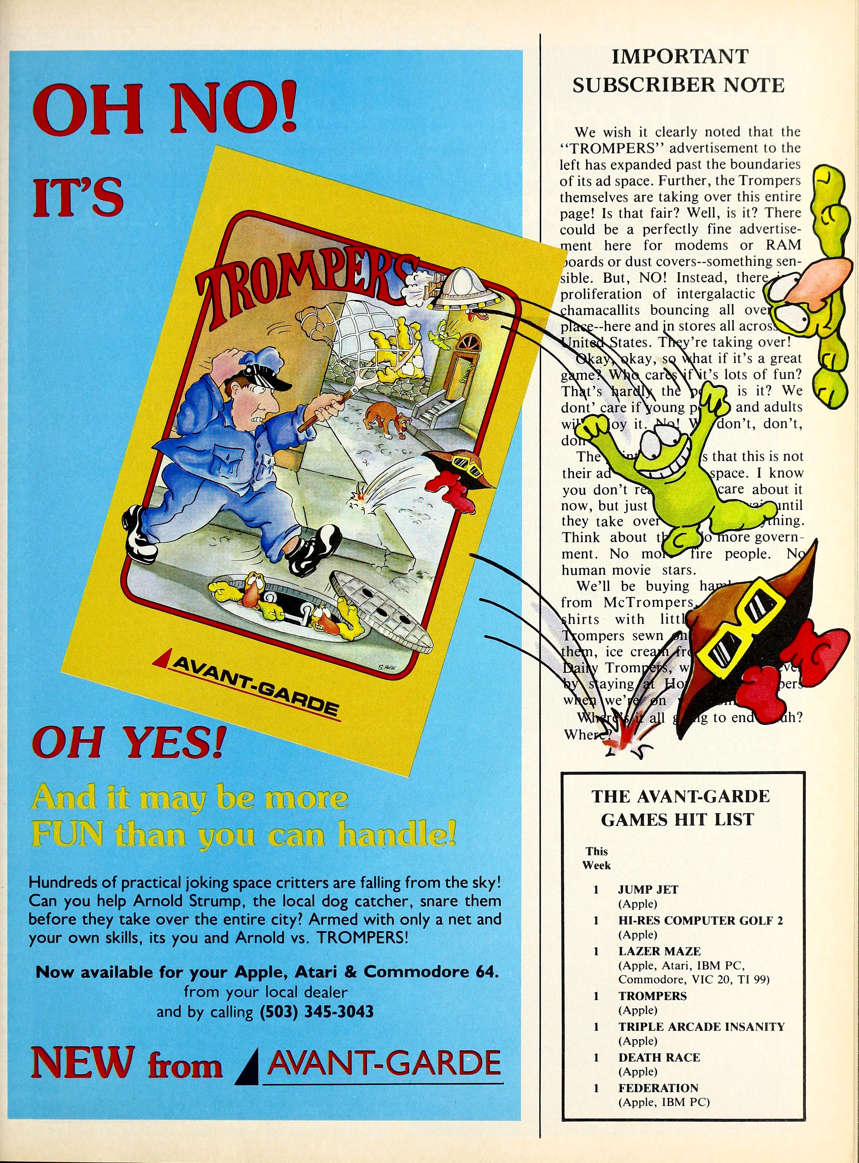 OH NO!
IT'S
TROMPERS
AVANT-GARDE
OH YES!
And it may be more
FUN than you can handle!
Hundreds of practical joking space critters are falling from the sky!
Can you help Arnold Strump, the local dog catcher, snare them
before they take over the entire city? Armed with only a net and
your own skills, its you and Arnold vs. TROMPERS!
Now available for your Apple, Atari & Commodore 64.
from your local dealer
and by calling (503) 345-3043
NEW from AVANT-GARDE
IMPORTANT
SUBSCRIBER NOTE
We wish it clearly noted that the
"TROMPERS" advertisement to the
left has expanded past the boundaries
of its ad space. Further, the Trompers
themselves are taking over this entire
page! Is that fair? Well, is it? There
could be a perfectly fine advertise-
ment here for modems or RAM
boards or dust covers--something sen-
sible. But, NO! Instead, there
proliferation of intergalactic
chamacallits bouncing all over
place--here and in stores all across
United States. They're taking over!
Okay, okay, so what if it's a great
game? Who cares if it's lots of fun?
That's hardly the is it? We
dont' care if young and adults
it. No! don't, don't,
The is that this is not
their ad space. I know
you don't care about it
now, but just until
they take over
Think about more govern-
ment. No fire people. No
human movie stars.
We'll be buying
from McTrompers,
shirts with
Trompers sewn on
them, ice cream
Daily Trompers,
by staying at
when we're on
Where's it all to end
Where?
THE AVANT-GARDE
GAMES HIT LIST
This
Week
1 JUMP JET
(Apple)
1 HI-RES COMPUTER GOLF 2
(Apple)
1 LAZER MAZE
(Apple, Atari, IBM PC,
Commodore, VIC 20, TI 99)
1 TROMPERS
(Apple)
1 TRIPLE ARCADE INSANITY
(Apple)
1 DEATH RACE
(Apple)
1 FEDERATION
(Apple, IBM PC)